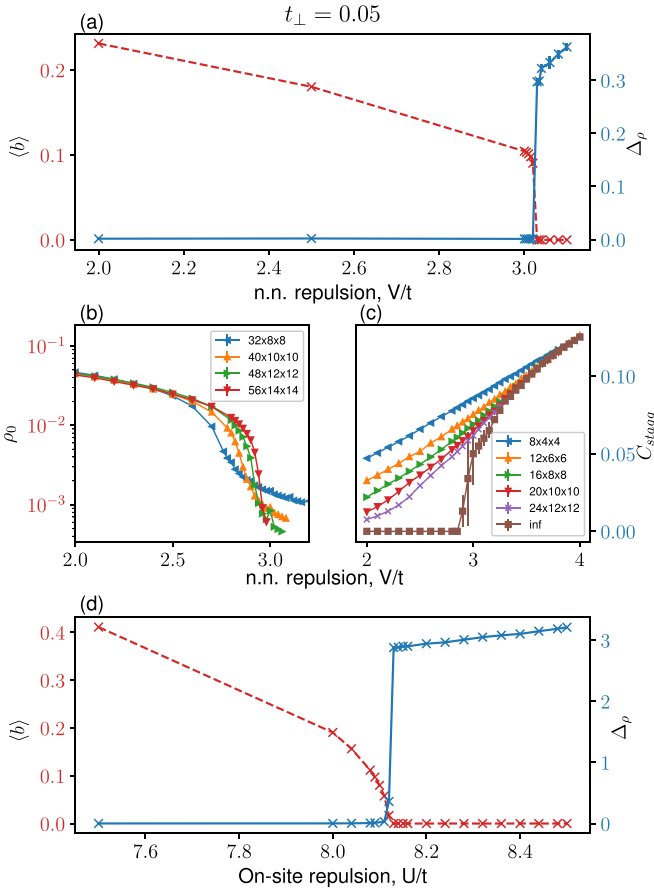 t⊥ = 0.05
(a)
⟨b⟩
0.2
0.1
0.0
0.3
0.2
0.1
0.0
Δρ
2.0 2.2 2.4 2.6 2.8 3.0
n.n. repulsion, V/t
(b)
ρ0
10−1
10−2
10−3
32x8x8
40x10x10
48x12x12
56x14x14
2.0 2.5 3.0
(c)
8x4x4
12x6x6
16x8x8
20x10x10
24x12x12
inf
0.10
0.05
0.00
Cstagg
2 3 4
n.n. repulsion, V/t
(d)
⟨b⟩
0.4
0.3
0.2
0.1
0.0
3
2
1
0
Δρ
7.6 7.8 8.0 8.2 8.4
On-site repulsion, U/t